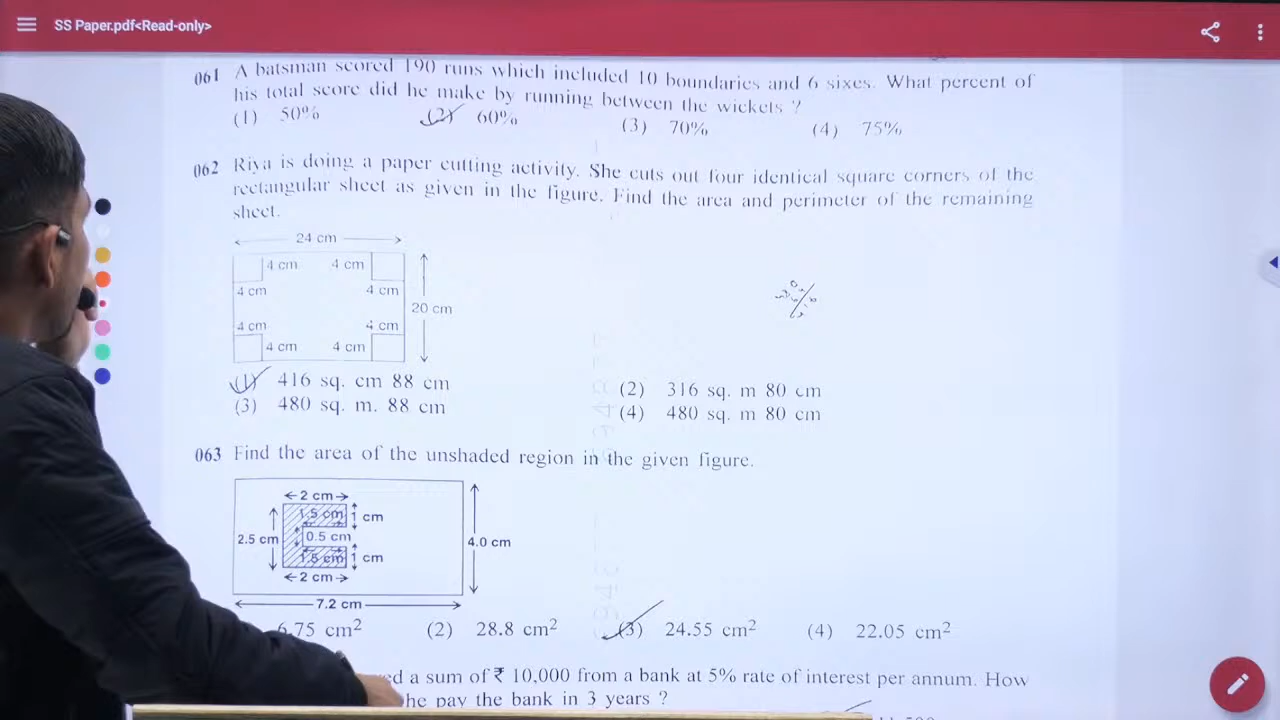 SS Paper.pdf<Read-only>
061 A batsman scored 190 runs which included 10 boundaries and 6 sixes. What percent of
his total score did he make by running between the wickets ?
(1) 50% (2) 60% (3) 70% (4) 75%
062 Riya is doing a paper cutting activity. She cuts out four identical square corners of the
rectangular sheet as given in the figure. Find the area and perimeter of the remaining
sheet.
24 cm
4 cm 4 cm
4 cm 4 cm
20 cm
4 cm 4 cm
4 cm 4 cm
(1) 416 sq. cm 88 cm (2) 316 sq. m 80 cm
(3) 480 sq. m. 88 cm (4) 480 sq. m 80 cm
063 Find the area of the unshaded region in the given figure.
2 cm
1.5 cm 1 cm
2.5 cm 0.5 cm 4.0 cm
1.5 cm 1 cm
2 cm
7.2 cm
6.75 cm² (2) 28.8 cm² (3) 24.55 cm² (4) 22.05 cm²
a sum of ₹ 10,000 from a bank at 5% rate of interest per annum. How
he pay the bank in 3 years ?